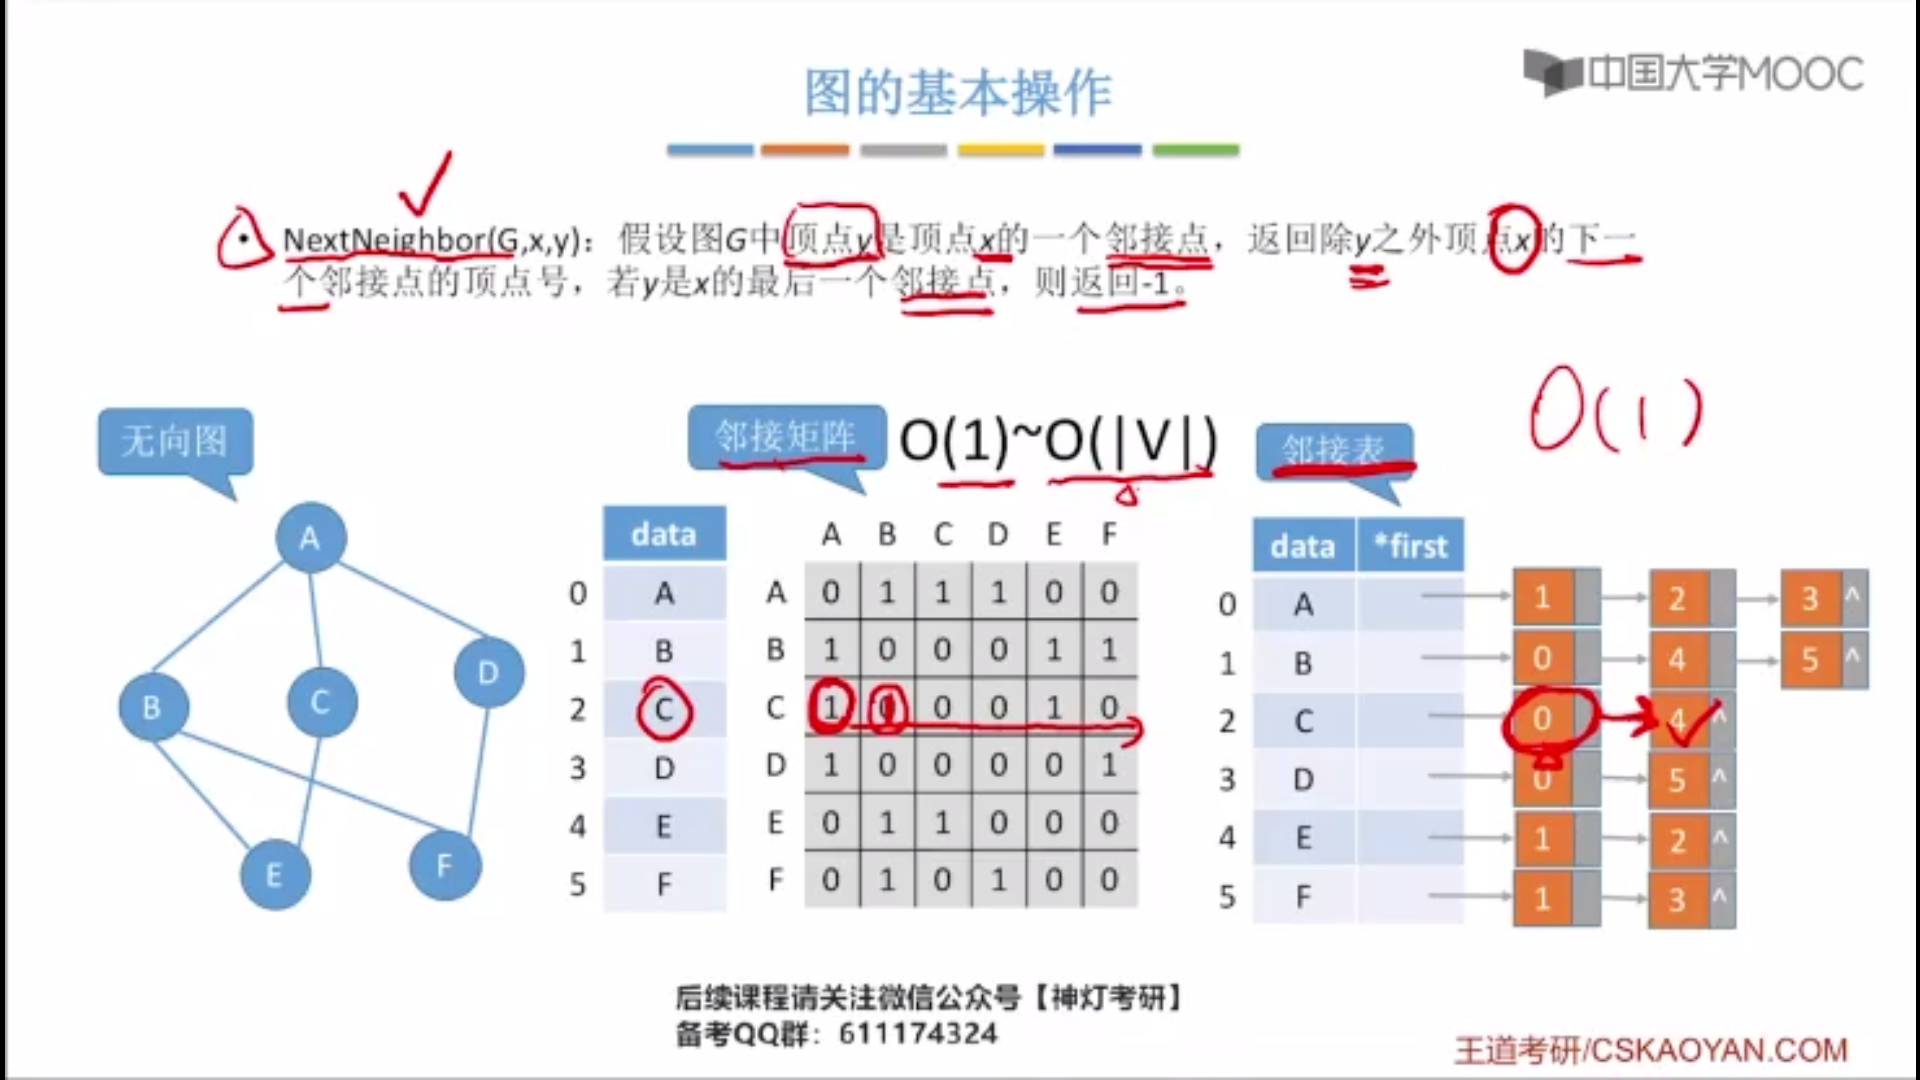 中国大学MOOC
图的基本操作
• NextNeighbor(G,x,y)：假设图G中顶点y是顶点x的一个邻接点，返回除y之外顶点x的下一
个邻接点的顶点号，若y是x的最后一个邻接点，则返回-1。
O(1)
无向图
邻接矩阵
O(1)~O(|V|)
邻接表
A
B
C
D
E
F
data
0 A
1 B
2 C
3 D
4 E
5 F
A B C D E F
A 0 1 1 1 0 0
B 1 0 0 0 1 1
C 1 0 0 0 1 0
D 1 0 0 0 0 1
E 0 1 1 0 0 0
F 0 1 0 1 0 0
data *first
0 A 1 2 3 ^
1 B 0 4 5 ^
2 C 0 4 ^
3 D 0 5 ^
4 E 1 2 ^
5 F 1 3 ^
后续课程请关注微信公众号【神灯考研】
备考QQ群：611174324
王道考研/CSKAOYAN.COM